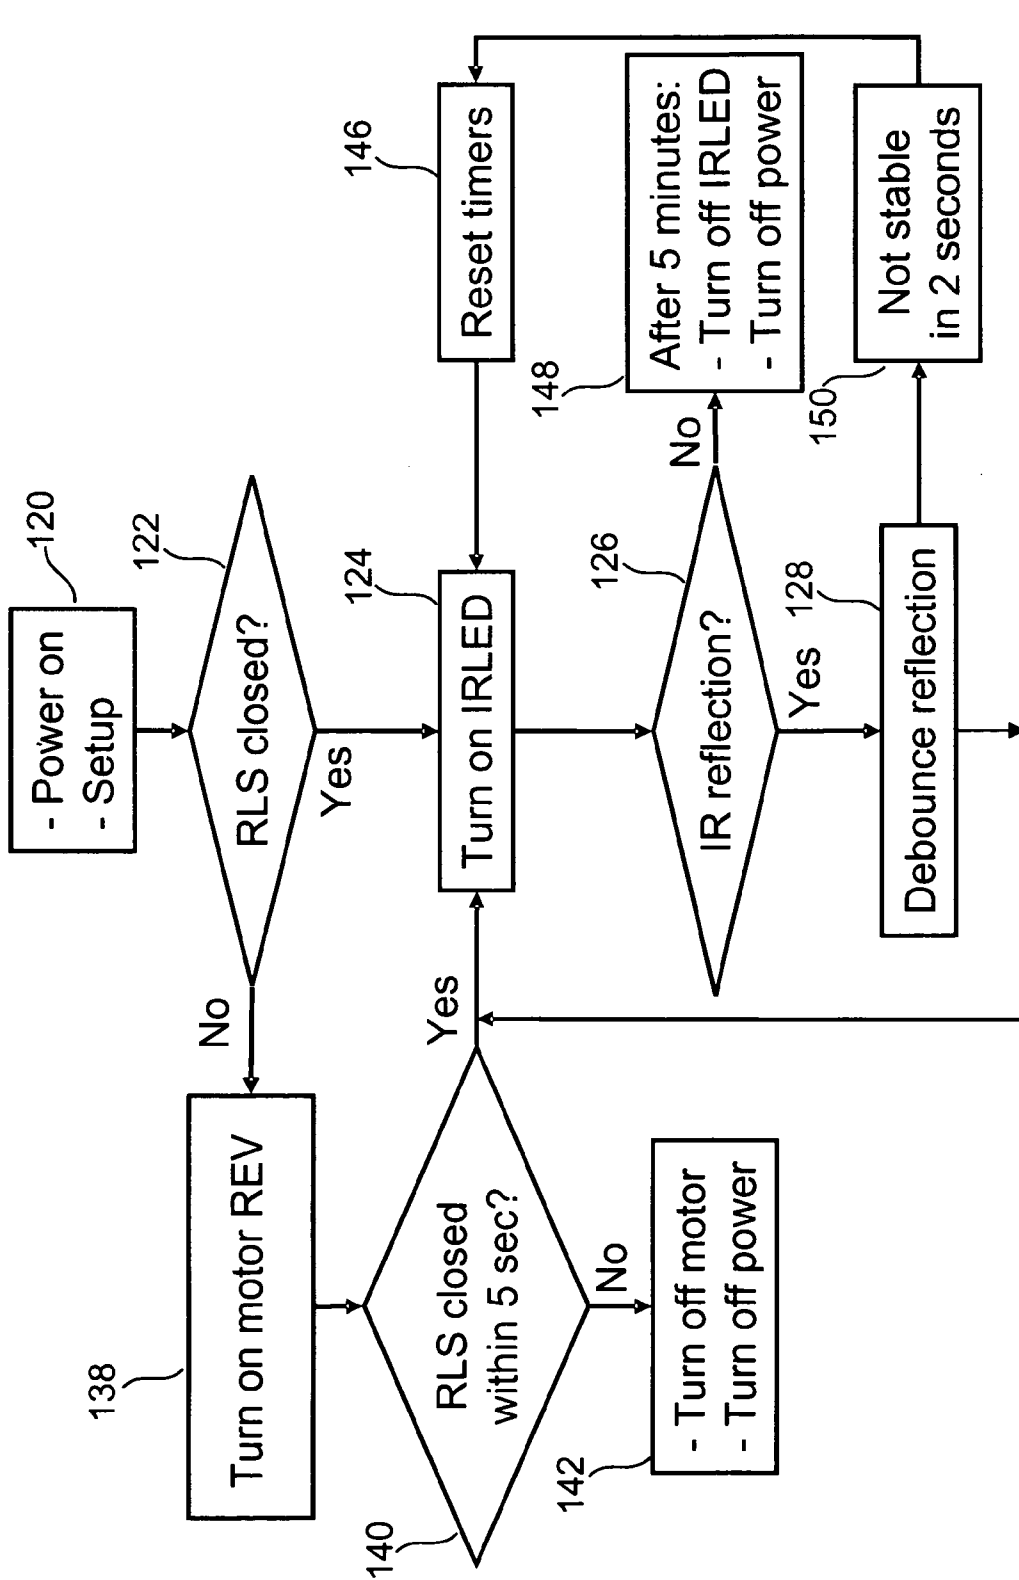 - Power on
- Setup
120
RLS closed?
122
No
Yes
Turn on motor REV
138
RLS closed
within 5 sec?
140
Yes
No
- Turn off motor
- Turn off power
142
Turn on IRLED
124
Reset timers
146
IR reflection?
126
No
Yes
After 5 minutes:
- Turn off IRLED
- Turn off power
148
Debounce reflection
128
Not stable
in 2 seconds
150